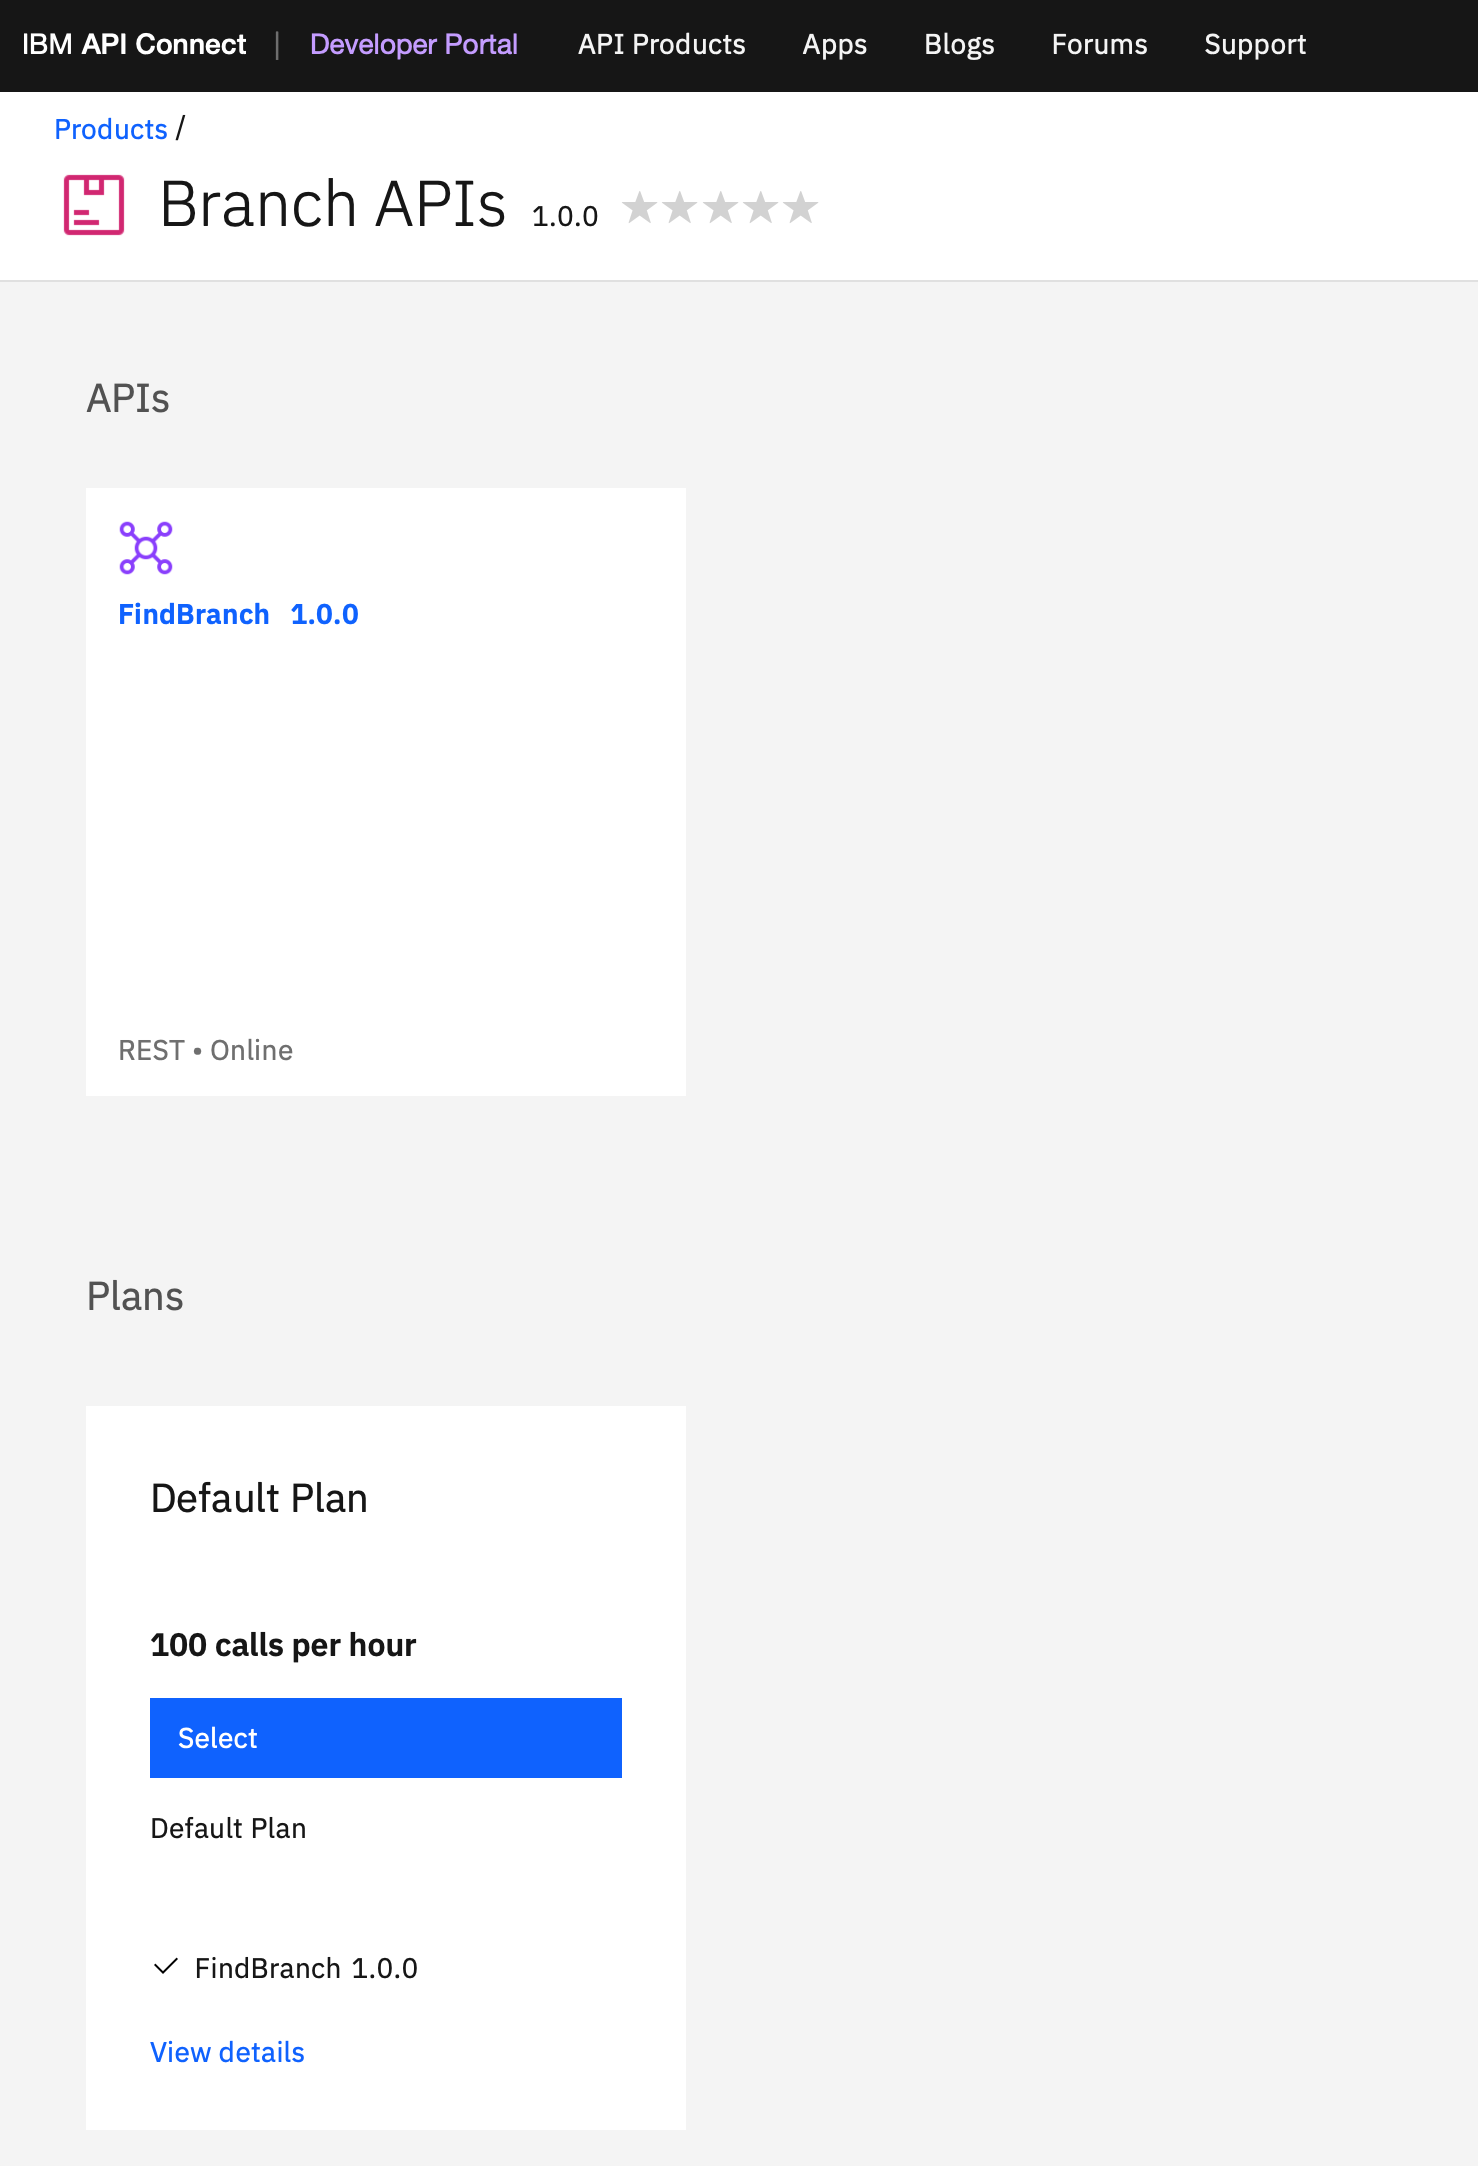 IBM API Connect | Developer Portal API Products Apps Blogs Forums Support
Products /
Branch APIs 1.0.0
APIs
FindBranch 1.0.0
REST • Online
Plans
Default Plan
100 calls per hour
Select
Default Plan
FindBranch 1.0.0
View details